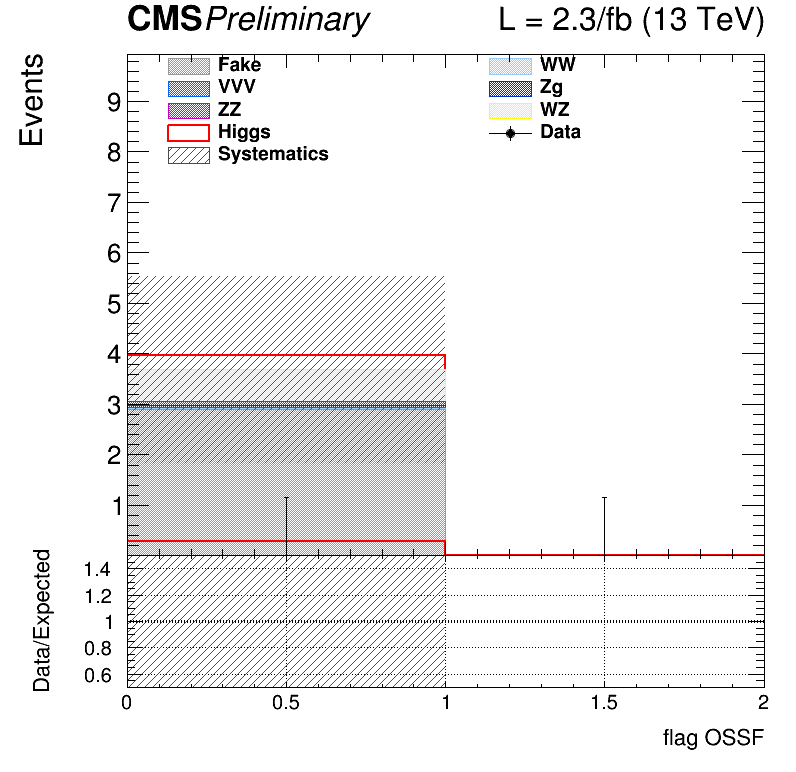 CMS Preliminary L = 2.3/fb (13 TeV)
Events
Fake WW
VVV Zg
ZZ WZ
Higgs Data
Systematics
9
8
7
6
5
4
3
2
1
Data/Expected
1.4
1.2
1
0.8
0.6
0 0.5 1 1.5 2
flag OSSF